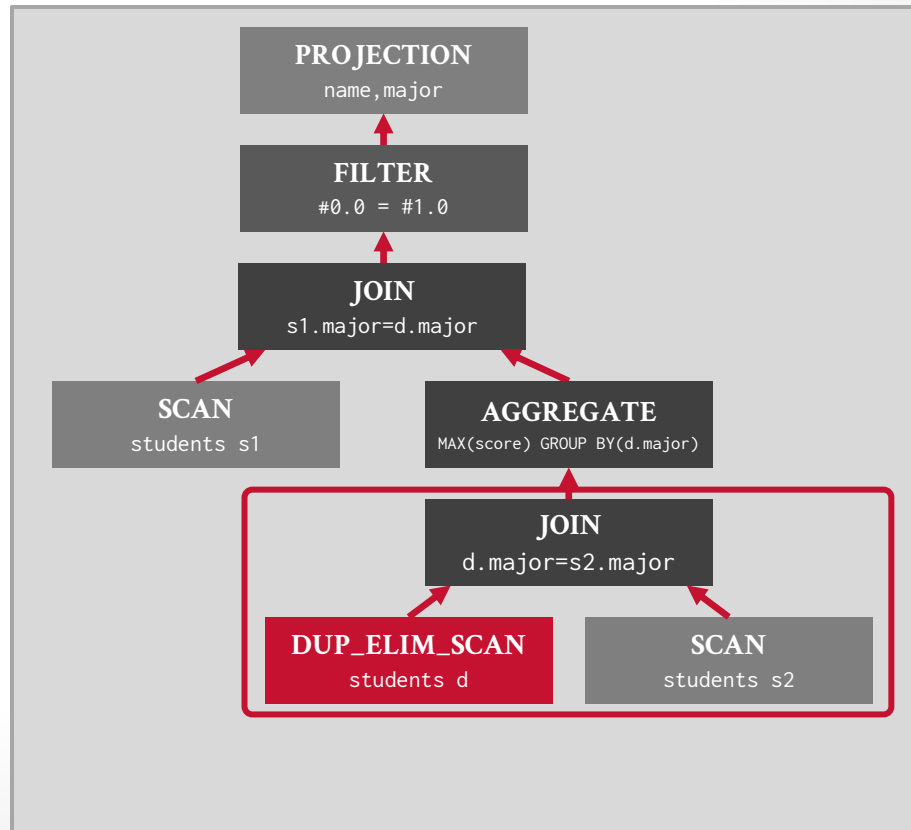 PROJECTION
name,major
FILTER
#0.0 = #1.0
JOIN
s1.major=d.major
SCAN
students s1
AGGREGATE
MAX(score) GROUP BY(d.major)
JOIN
d.major=s2.major
DUP_ELIM_SCAN
students d
SCAN
students s2